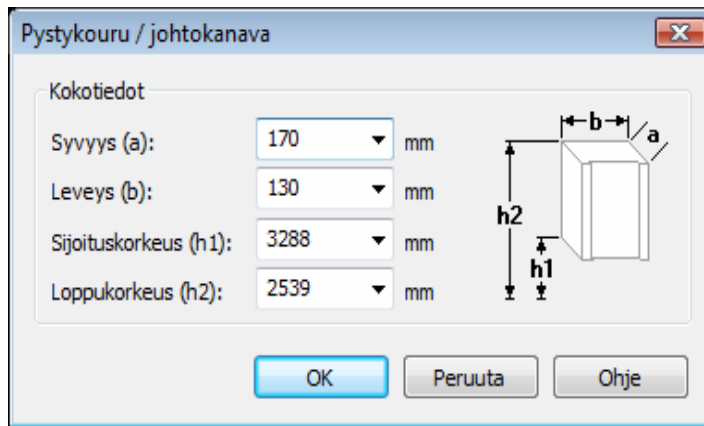 Pystykouru / johtokanava
Kokotiedot
Syvyys (a): 170 mm
Leveys (b): 130 mm
Sijoituskorkeus (h1): 3288 mm
Loppukorkeus (h2): 2539 mm
b
a
h2
h1
OK Peruuta Ohje